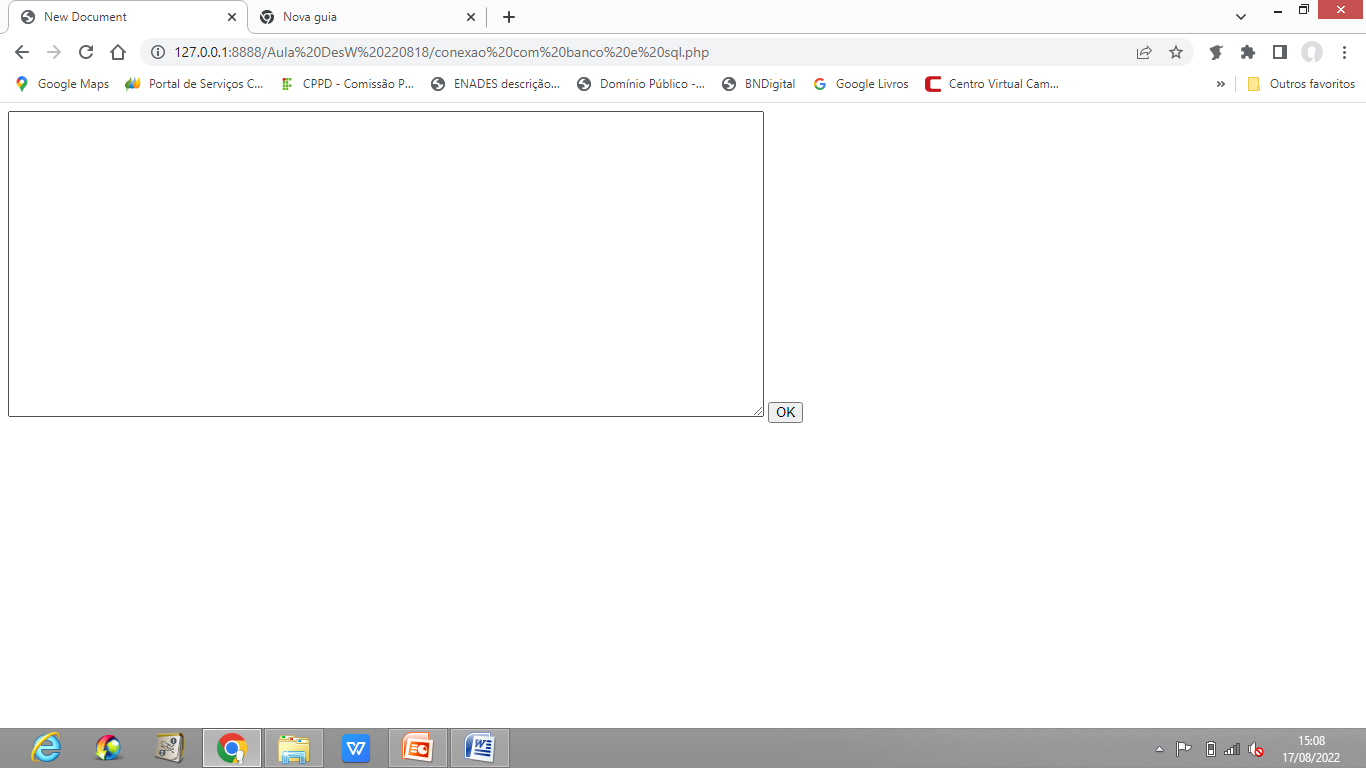 New Document
Nova guia
127.0.0.1:8888/Aula%20DesW%20220818/conexao%20com%20banco%20e%20sql.php
Google Maps Portal de Serviços C... CPPD - Comissão P... ENADES descrição... Domínio Público -... BNDigital Google Livros Centro Virtual Cam... » Outros favoritos
OK
15:08
17/08/2022